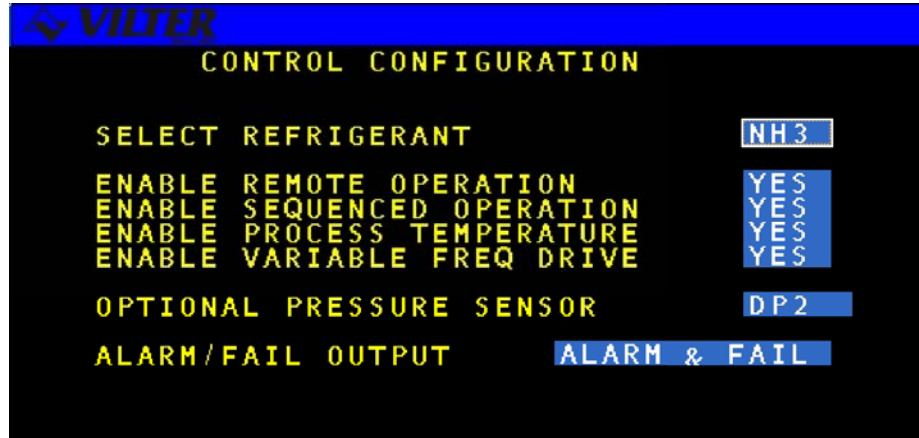 VILTER
CONTROL CONFIGURATION
SELECT REFRIGERANT NH3
ENABLE REMOTE OPERATION YES
ENABLE SEQUENCED OPERATION YES
ENABLE PROCESS TEMPERATURE YES
ENABLE VARIABLE FREQ DRIVE YES
OPTIONAL PRESSURE SENSOR DP2
ALARM/FAIL OUTPUT ALARM & FAIL